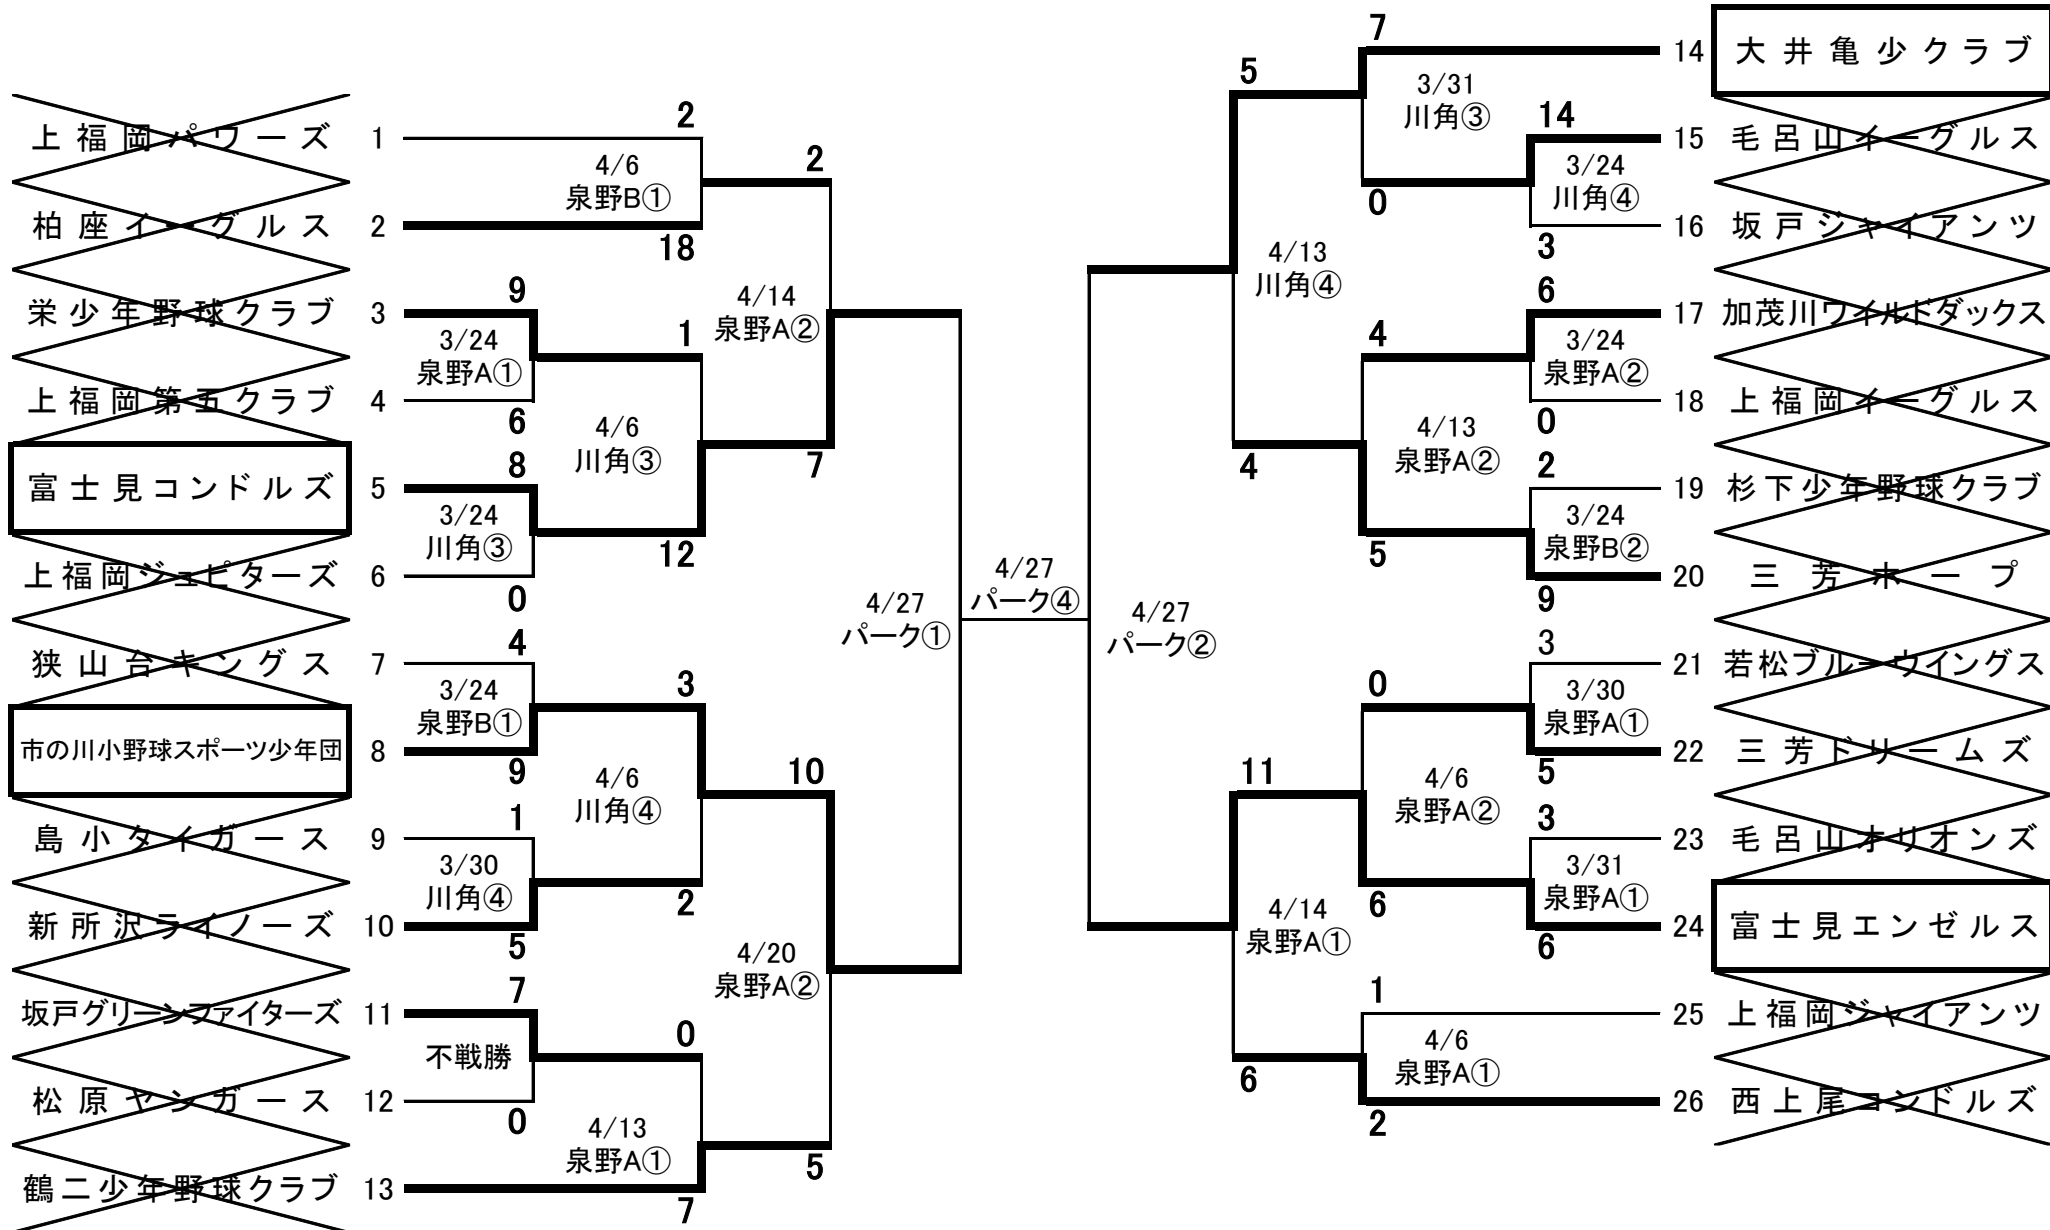 上福岡パワーズ 1
柏座イーグルス 2
栄少年野球クラブ 3
上福岡第五クラブ 4
富士見コンドルズ 5
上福岡ジュピターズ 6
狭山台キングス 7
市の川小野球スポーツ少年団 8
島小タイガース 9
新所沢ライノーズ 10
坂戸グリーンファイターズ 11
松原ヤンガース 12
鶴二少年野球クラブ 13
9
3/24
泉野A①
6
8
3/24
川角③
0
4
3/24
泉野B①
9
1
3/30
川角④
5
7
不戦勝
0
2
4/6
泉野B①
18
1
4/6
川角③
12
3
4/6
川角④
2
0
4/13
泉野A①
7
2
4/14
泉野A②
7
10
4/20
泉野A②
5
4/27
パーク①
4/27
パーク④
4/27
パーク②
5
4/13
川角④
4
11
4/14
泉野A①
6
7
3/31
川角③
0
4
4/13
泉野A②
5
0
4/6
泉野A②
6
1
4/6
泉野A①
2
14
3/24
川角④
3
6
3/24
泉野A②
0
2
3/24
泉野B②
9
3
3/30
泉野A①
5
3
3/31
泉野A①
6
14 大井亀少クラブ
15 毛呂山イーグルス
16 坂戸ジャイアンツ
17 加茂川ワイルドダックス
18 上福岡イーグルス
19 杉下少年野球クラブ
20 三芳ホープ
21 若松ブルーウイングス
22 三芳ドリームズ
23 毛呂山オリオンズ
24 富士見エンゼルス
25 上福岡ジャイアンツ
26 西上尾コンドルズ